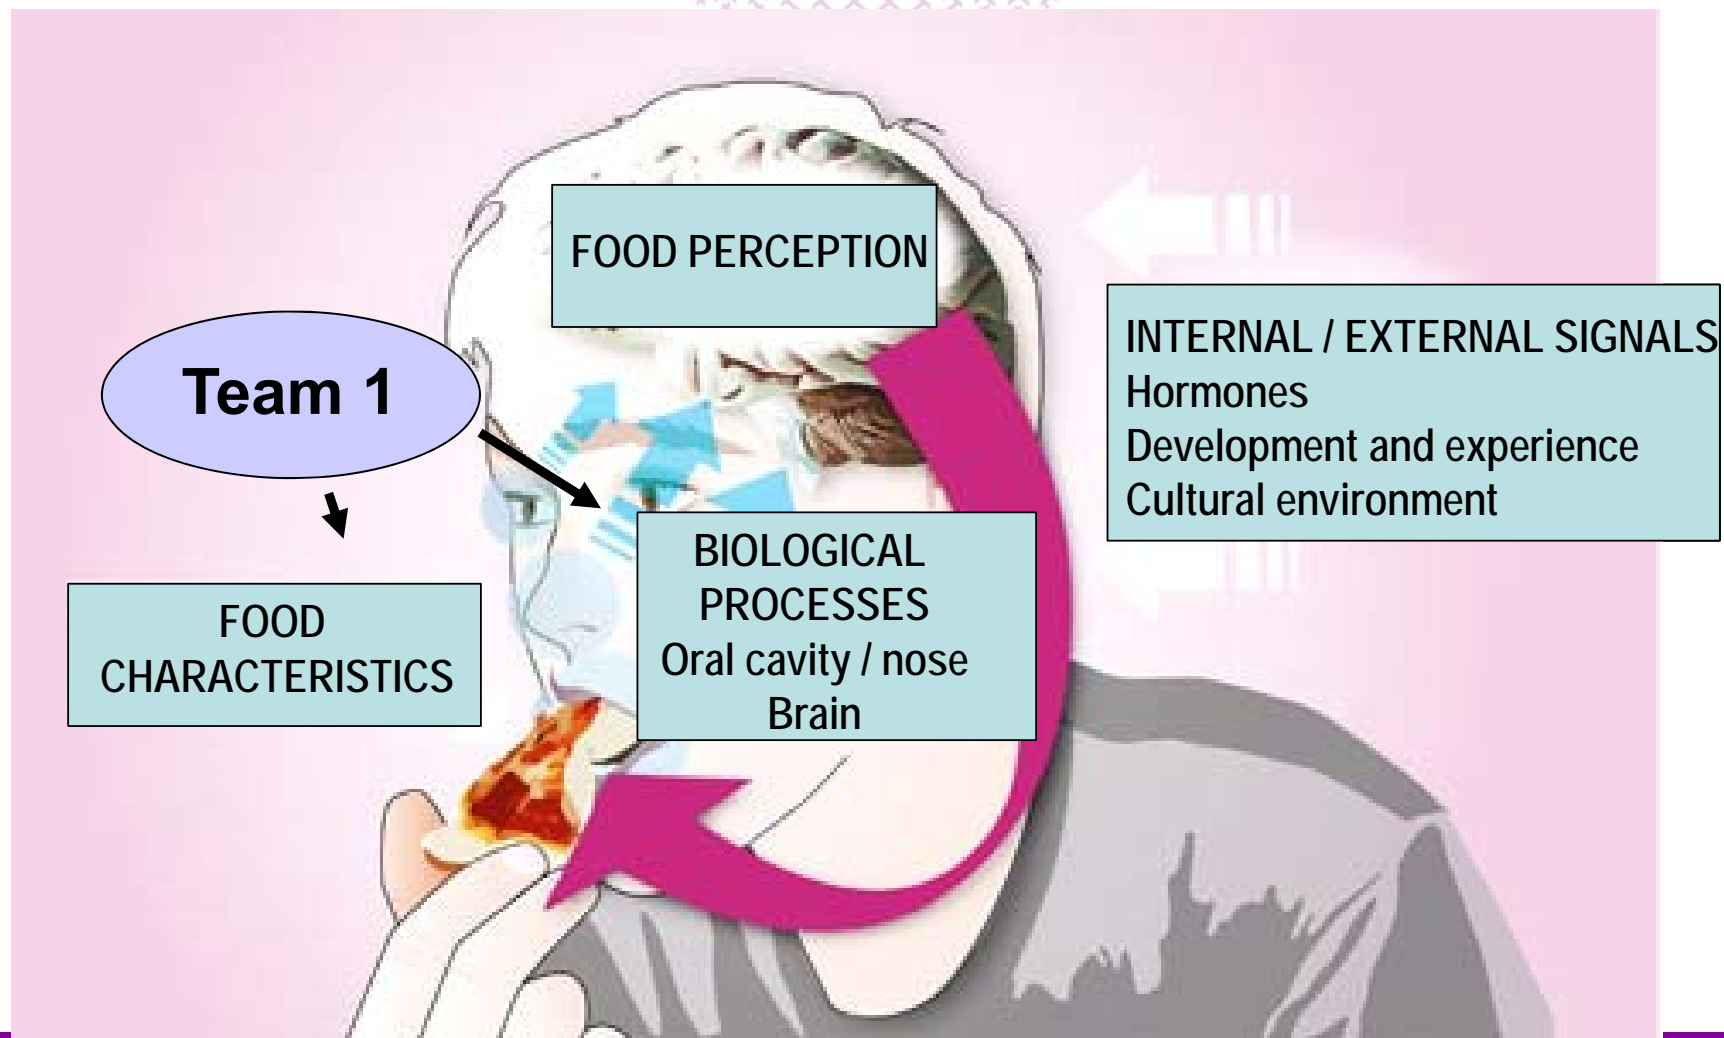 FOOD PERCEPTION
Team 1
INTERNAL / EXTERNAL SIGNALS
Hormones
Development and experience
Cultural environment
BIOLOGICAL
PROCESSES
Oral cavity / nose
Brain
FOOD
CHARACTERISTICS